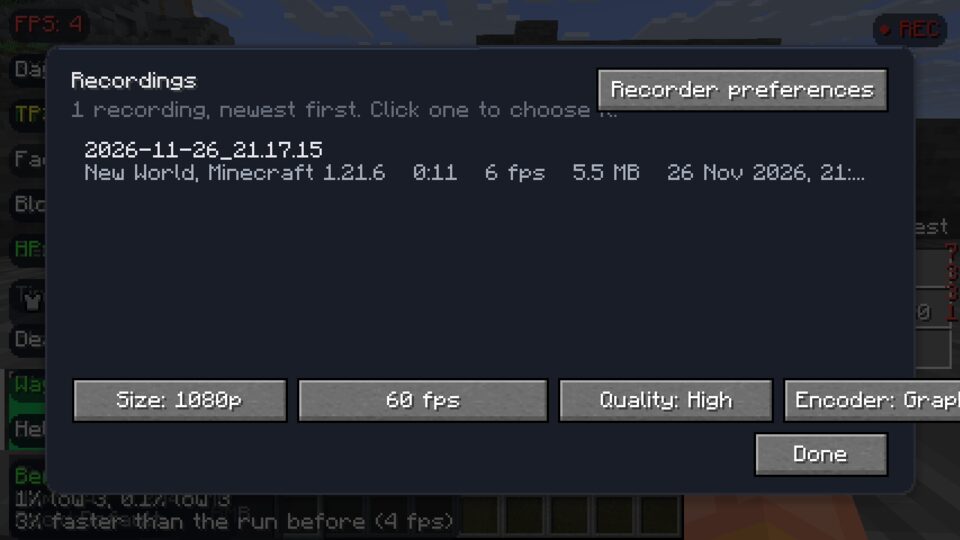 FPS: 4
REC
Recordings
Recorder preferences
1 recording, newest first. Click one to choose
2026-11-26_21.17.15
New World, Minecraft 1.21.6 0:11 6 fps 5.5 MB 26 Nov 2026, 21:...
Size: 1080p
60 fps
Quality: High
Encoder: Grap
Done
1% low 3, 0.1% low 3
3% faster than the run before (4 fps)